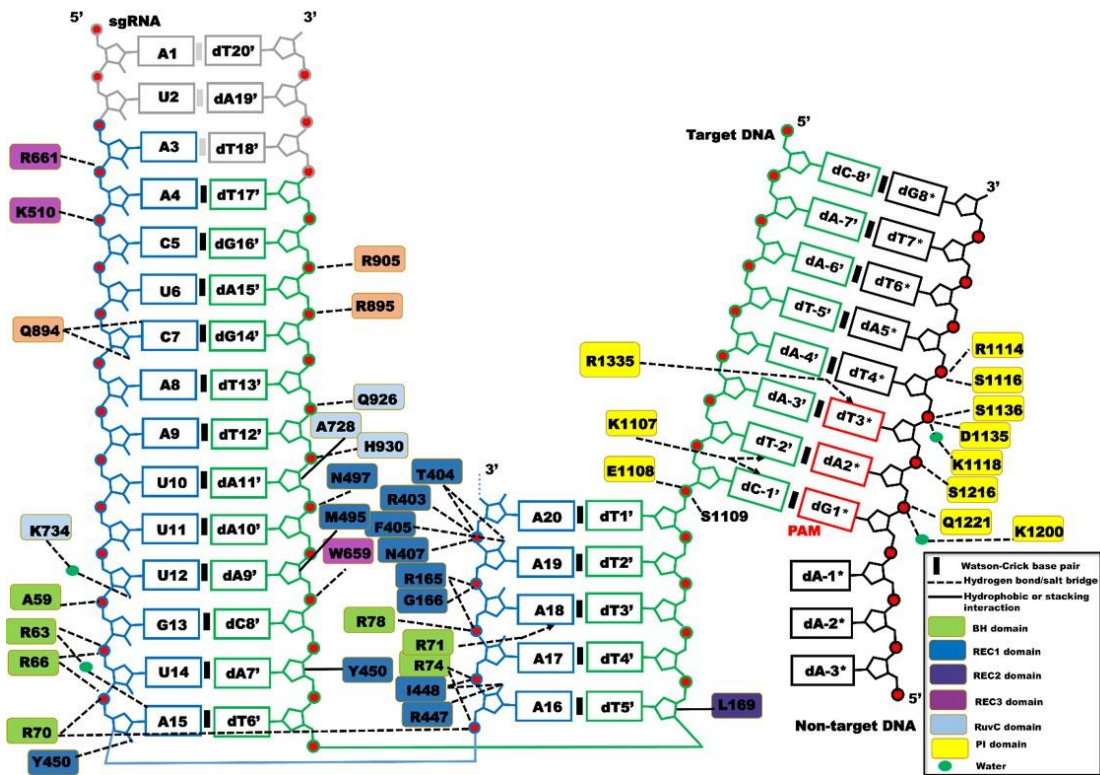 5’
sgRNA
3’
A1
dT20’
U2
dA19’
A3
dT18’
R661
A4
dT17’
K510
C5
dG16’
R905
U6
dA15’
R895
Q894
C7
dG14’
A8
dT13’
Q926
A728
A9
dT12’
H930
U10
dA11’
N497
K734
U11
dA10’
M495
U12
dA9’
W659
A59
G13
dC8’
R63
R66
U14
dA7’
Y450
R70
A15
dT6’
Y450
T404
3’
R403
F405
N407
A20
dT1’
R165
A19
dT2’
G166
R78
A18
dT3’
R71
R74
A17
dT4’
I448
R447
A16
dT5’
L169
5’
Target DNA
dC-8’
dG8*
3’
dA-7’
dT7*
dA-6’
dT6*
dT-5’
dA5*
R1335
dA-4’
dT4*
R1114
S1116
dA-3’
dT3*
S1136
D1135
K1107
dT-2’
dA2*
K1118
E1108
S1109
dC-1’
dG1*
S1216
PAM
Q1221
K1200
dA-1*
dA-2*
dA-3*
5’
Non-target DNA
Watson-Crick base pair
Hydrogen bond/salt bridge
Hydrophobic or stacking
interaction
BH domain
REC1 domain
REC2 domain
REC3 domain
RuvC domain
PI domain
Water